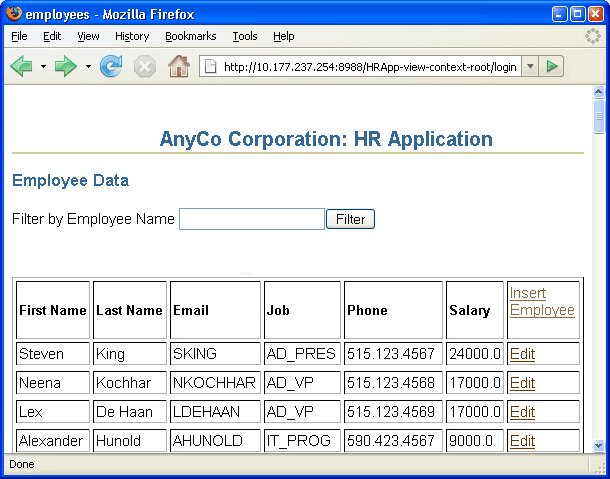 employees - Mozilla Firefox
File Edit View History Bookmarks Tools Help
http://10.177.237.254:8988/HRApp-view-context-root/login
AnyCo Corporation: HR Application
Employee Data
Filter by Employee Name Filter
First Name Last Name Email Job Phone Salary Insert Employee
Steven King SKING AD_PRES 515.123.4567 24000.0 Edit
Neena Kochhar NKOCHHAR AD_VP 515.123.4568 17000.0 Edit
Lex De Haan LDEHAAN AD_VP 515.123.4569 17000.0 Edit
Alexander Hunold AHUNOLD IT_PROG 590.423.4567 9000.0 Edit
Done